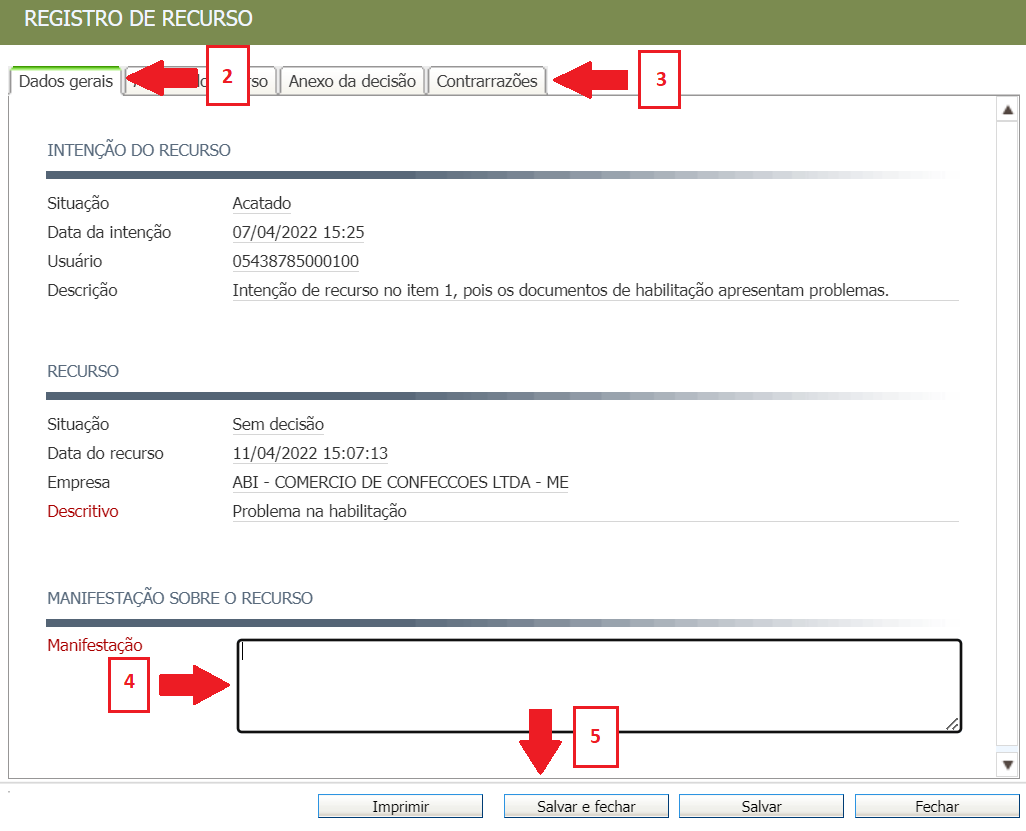 REGISTRO DE RECURSO
Dados gerais 2 Anexo da decisão Contrarrazões 3
INTENÇÃO DO RECURSO
Situação Acatado
Data da intenção 07/04/2022 15:25
Usuário 05438785000100
Descrição Intenção de recurso no item 1, pois os documentos de habilitação apresentam problemas.
RECURSO
Situação Sem decisão
Data do recurso 11/04/2022 15:07:13
Empresa ABI - COMERCIO DE CONFECCOES LTDA - ME
Descritivo Problema na habilitação
MANIFESTAÇÃO SOBRE O RECURSO
Manifestação
4
5
Imprimir Salvar e fechar Salvar Fechar